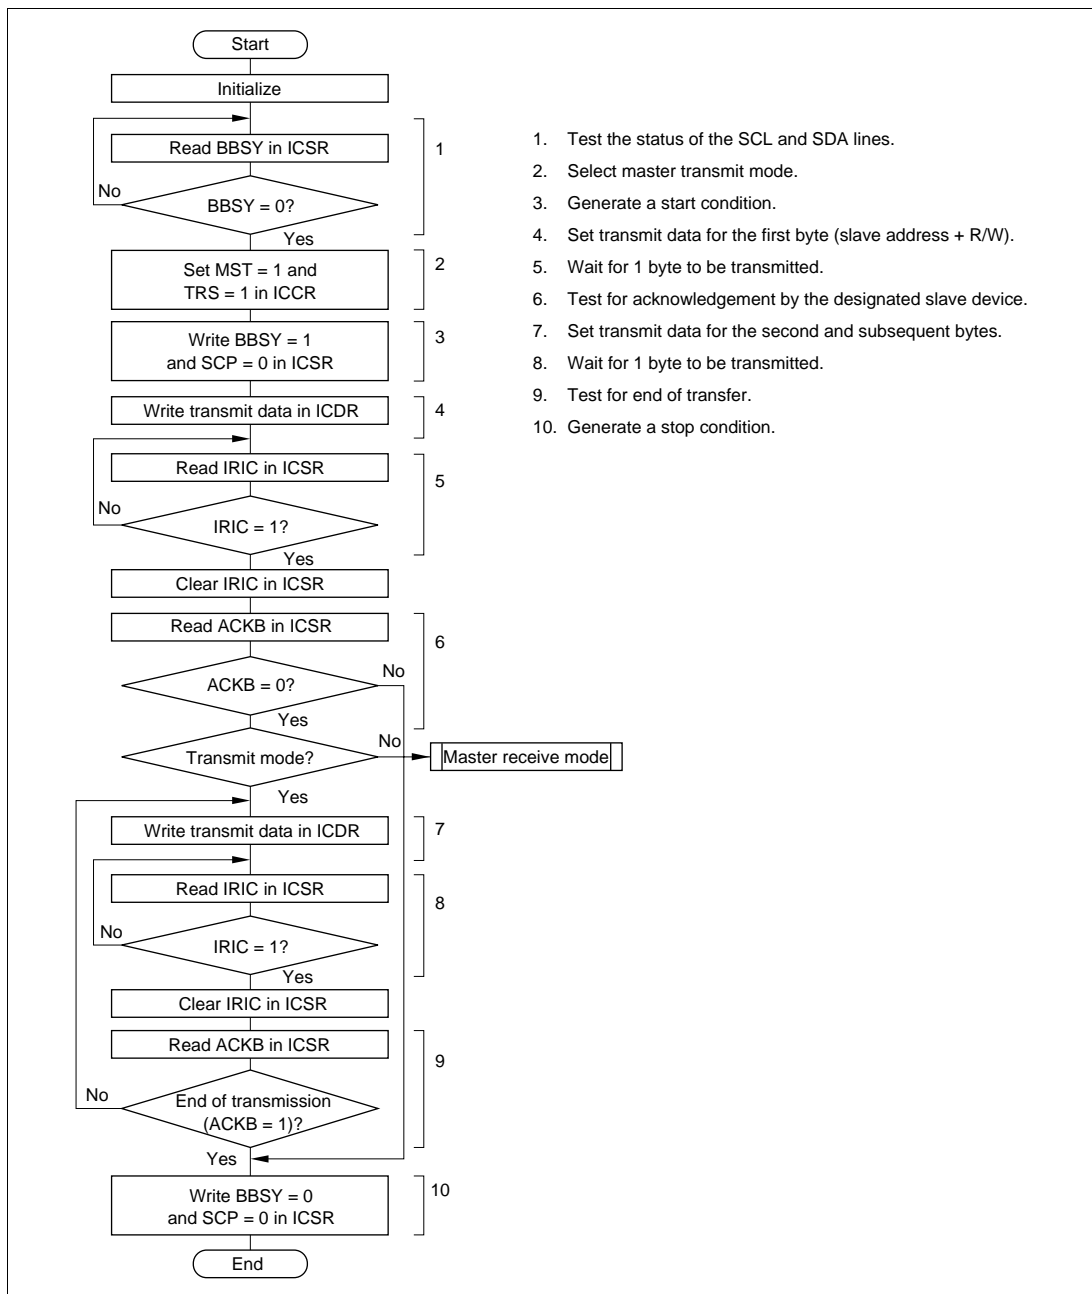 Start
Initialize
Read BBSY in ICSR
1
No
BBSY = 0?
Yes
Set MST = 1 and
TRS = 1 in ICCR
2
Write BBSY = 1
and SCP = 0 in ICSR
3
Write transmit data in ICDR
4
Read IRIC in ICSR
5
No
IRIC = 1?
Yes
Clear IRIC in ICSR
Read ACKB in ICSR
6
No
ACKB = 0?
Yes
No
Transmit mode?
Master receive mode
Yes
Write transmit data in ICDR
7
Read IRIC in ICSR
8
No
IRIC = 1?
Yes
Clear IRIC in ICSR
Read ACKB in ICSR
9
No
End of transmission
(ACKB = 1)?
Yes
Write BBSY = 0
and SCP = 0 in ICSR
10
End
1. Test the status of the SCL and SDA lines.
2. Select master transmit mode.
3. Generate a start condition.
4. Set transmit data for the first byte (slave address + R/W).
5. Wait for 1 byte to be transmitted.
6. Test for acknowledgement by the designated slave device.
7. Set transmit data for the second and subsequent bytes.
8. Wait for 1 byte to be transmitted.
9. Test for end of transfer.
10. Generate a stop condition.